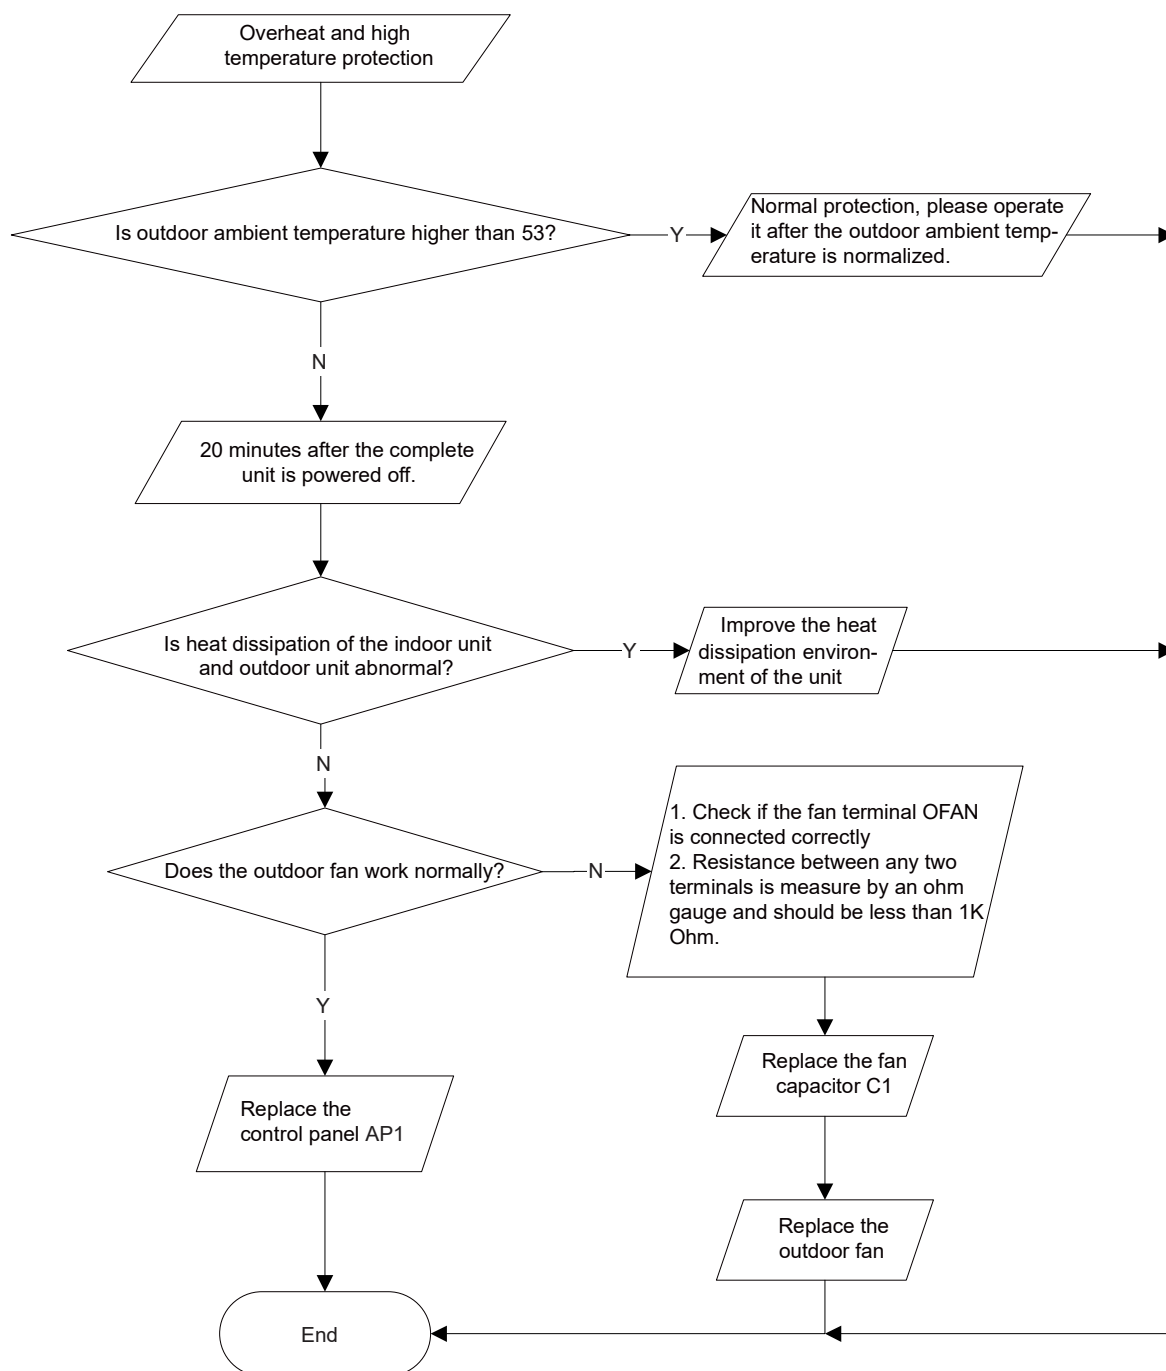 Overheat and high
temperature protection
Is outdoor ambient temperature higher than 53?
Y
Normal protection, please operate
it after the outdoor ambient temp-
erature is normalized.
N
20 minutes after the complete
unit is powered off.
Is heat dissipation of the indoor unit
and outdoor unit abnormal?
Y
Improve the heat
dissipation environ-
ment of the unit
N
Does the outdoor fan work normally?
N
1. Check if the fan terminal OFAN
is connected correctly
2. Resistance between any two
terminals is measure by an ohm
gauge and should be less than 1K
Ohm.
Y
Replace the fan
capacitor C1
Replace the
control panel AP1
Replace the
outdoor fan
End